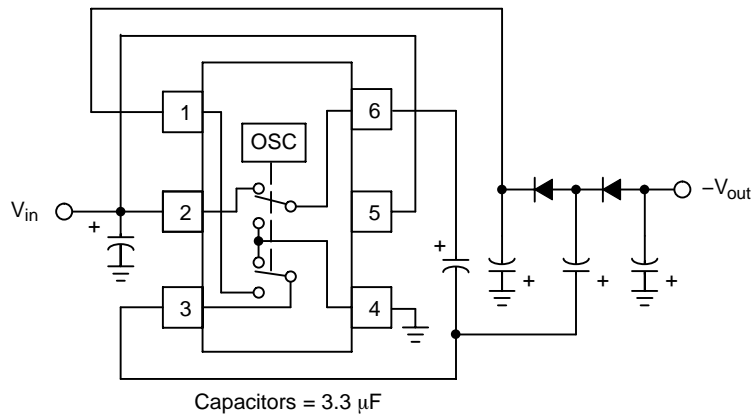 1
6
OSC
V_in
+
2
5
−V_out
+
+
+
+
3
4
Capacitors = 3.3 μF